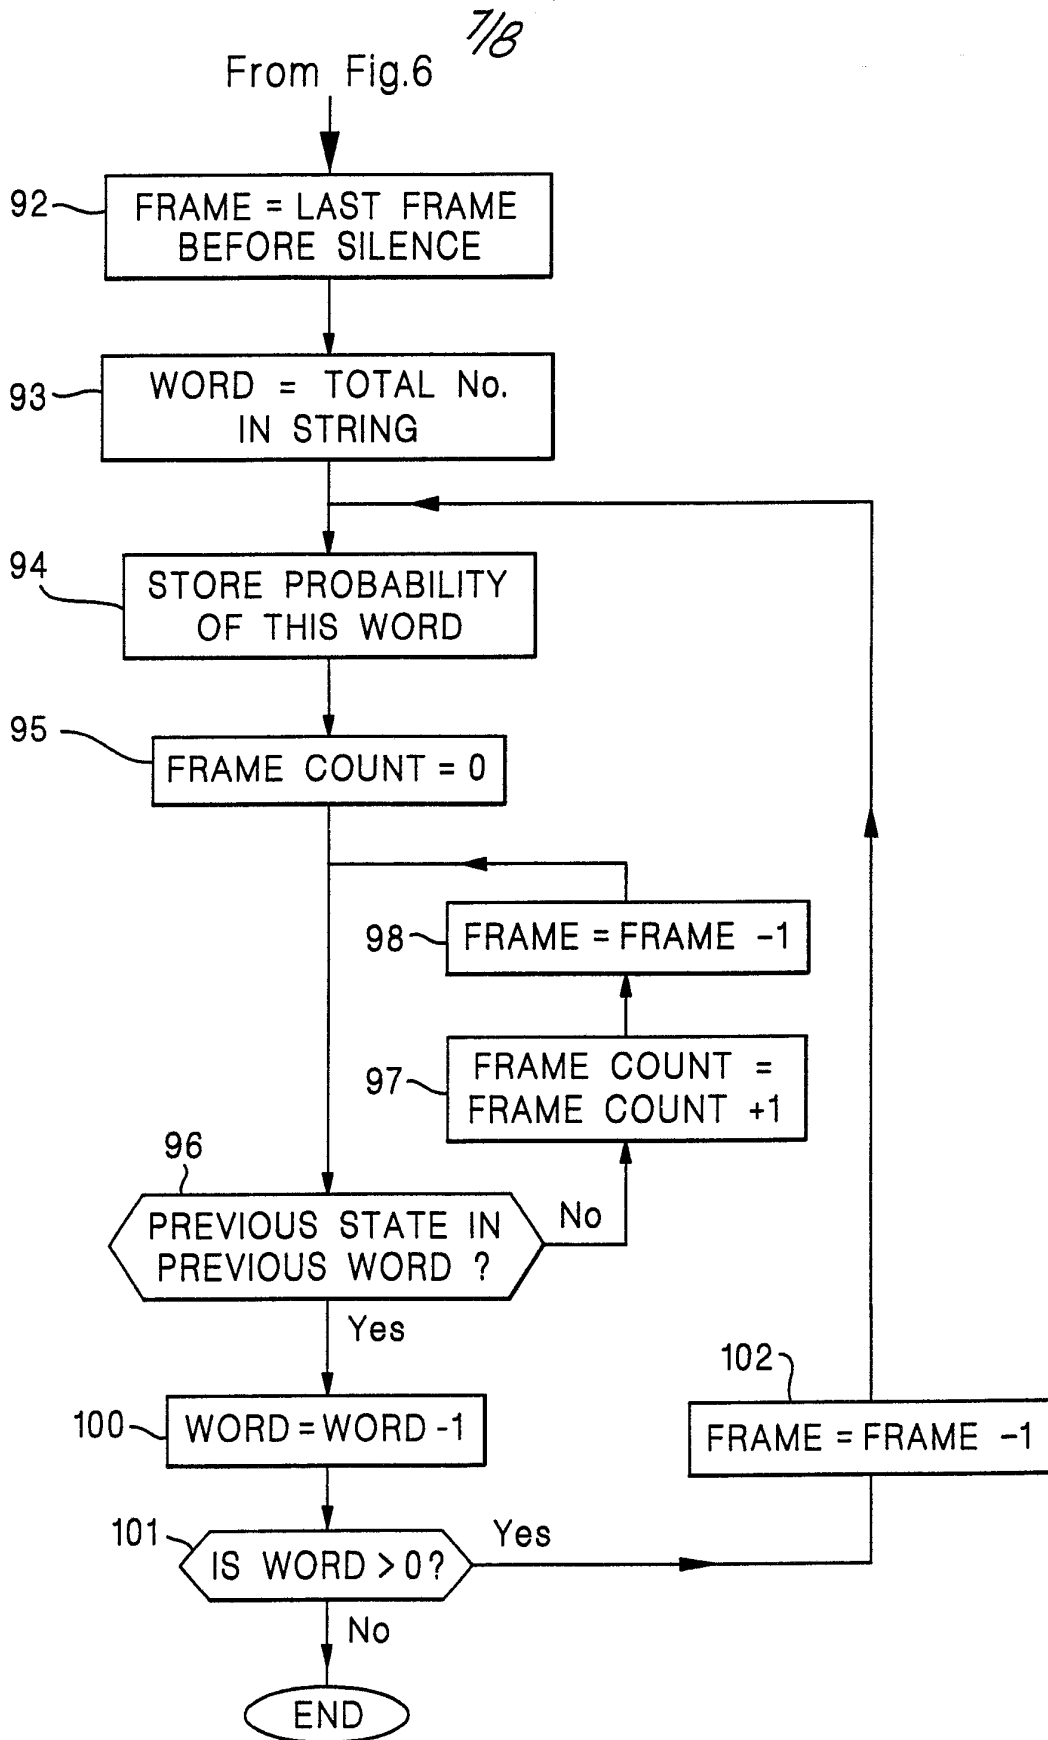 7/8
From Fig.6
92
FRAME = LAST FRAME
BEFORE SILENCE
93
WORD = TOTAL No.
IN STRING
94
STORE PROBABILITY
OF THIS WORD
95
FRAME COUNT = 0
98
FRAME = FRAME -1
97
FRAME COUNT =
FRAME COUNT +1
96
PREVIOUS STATE IN
PREVIOUS WORD ?
No
Yes
100
WORD = WORD -1
102
FRAME = FRAME -1
101
IS WORD > 0?
Yes
No
END